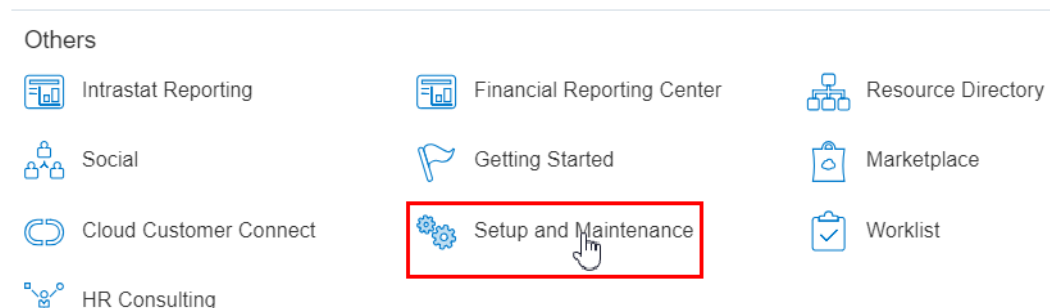 Others
Intrastat Reporting
Financial Reporting Center
Resource Directory
Social
Getting Started
Marketplace
Cloud Customer Connect
Setup and Maintenance
Worklist
HR Consulting